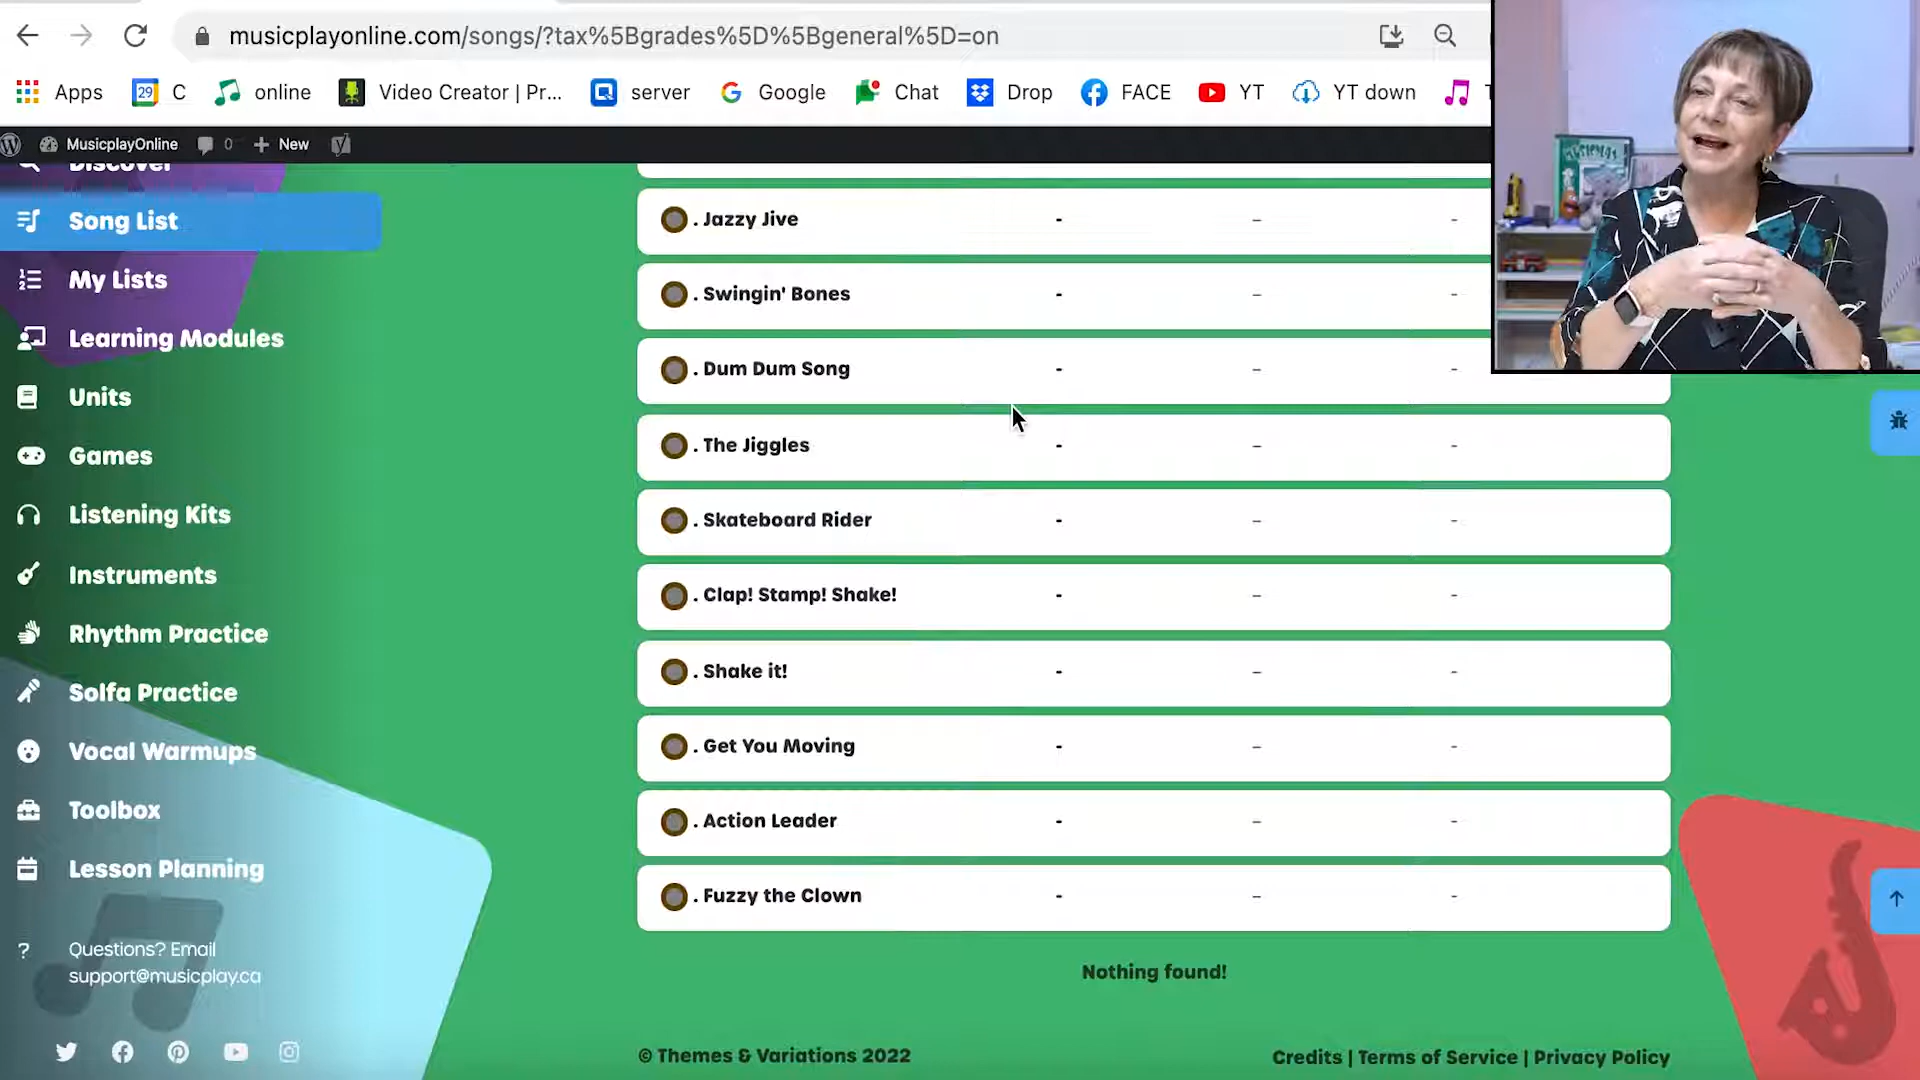 musicplayonline.com/songs/?tax%5Bgrades%5D%5Bgeneral%5D=on
Apps
29
C
online
Video Creator | Pr...
server
Google
Chat
Drop
FACE
YT
YT down
MusicplayOnline
0
New
Discover
Song List
My Lists
Learning Modules
Units
Games
Listening Kits
Instruments
Rhythm Practice
Solfa Practice
Vocal Warmups
Toolbox
Lesson Planning
? Questions? Email
support@musicplay.ca
. Jazzy Jive - – -
. Swingin' Bones - – -
. Dum Dum Song - – -
. The Jiggles - – -
. Skateboard Rider - – -
. Clap! Stamp! Shake! - – -
. Shake it! - – -
. Get You Moving - – -
. Action Leader - – -
. Fuzzy the Clown - – -
Nothing found!
© Themes & Variations 2022
Credits | Terms of Service | Privacy Policy
MUSICPLAY